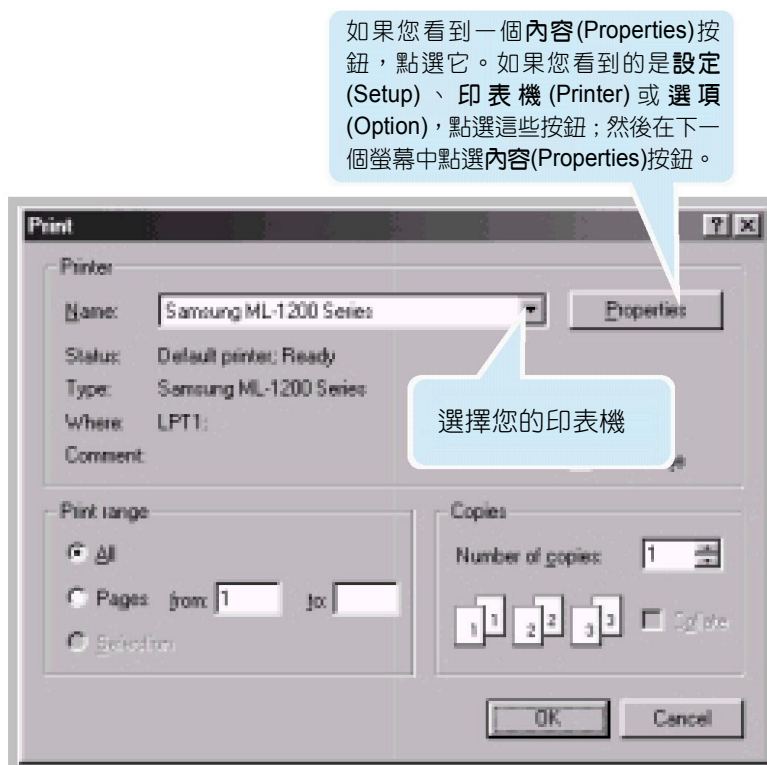 如果您看到一個內容(Properties)按
鈕，點選它。如果您看到的是設定
(Setup)、印表機(Printer)或選項
(Option)，點選這些按鈕；然後在下一
個螢幕中點選內容(Properties)按鈕。
Print
Printer
Name: Samsung ML-1200 Series Properties
Status: Default printer; Ready
Type: Samsung ML-1200 Series
Where: LPT1:
Comment:
選擇您的印表機
Print range
All
Pages from: 1 to:
Selection
Copies
Number of copies: 1
1 1 2 2 3 3 Collate
OK Cancel